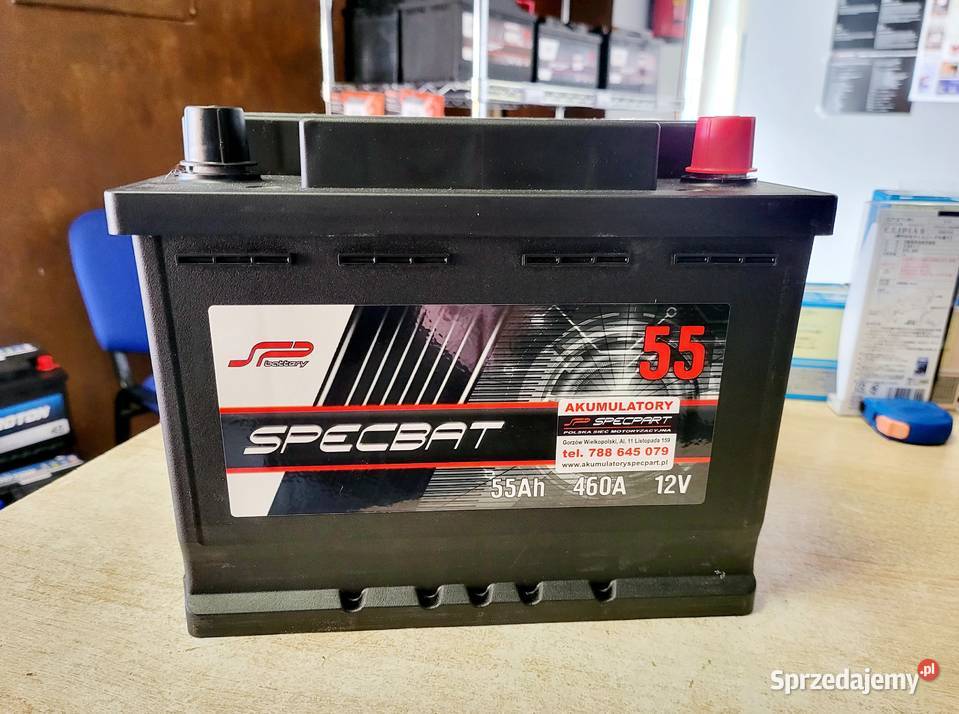 SP
battery
55
SPECBAT
AKUMULATORY
SP SPECPART
POLSKA SIEĆ MOTORYZACYJNA
Gorzów Wielkopolski, Al. 11 Listopada 159
tel. 788 645 079
www.akumulatoryspecpart.pl
55Ah 460A 12V
Sprzedajemy.pl